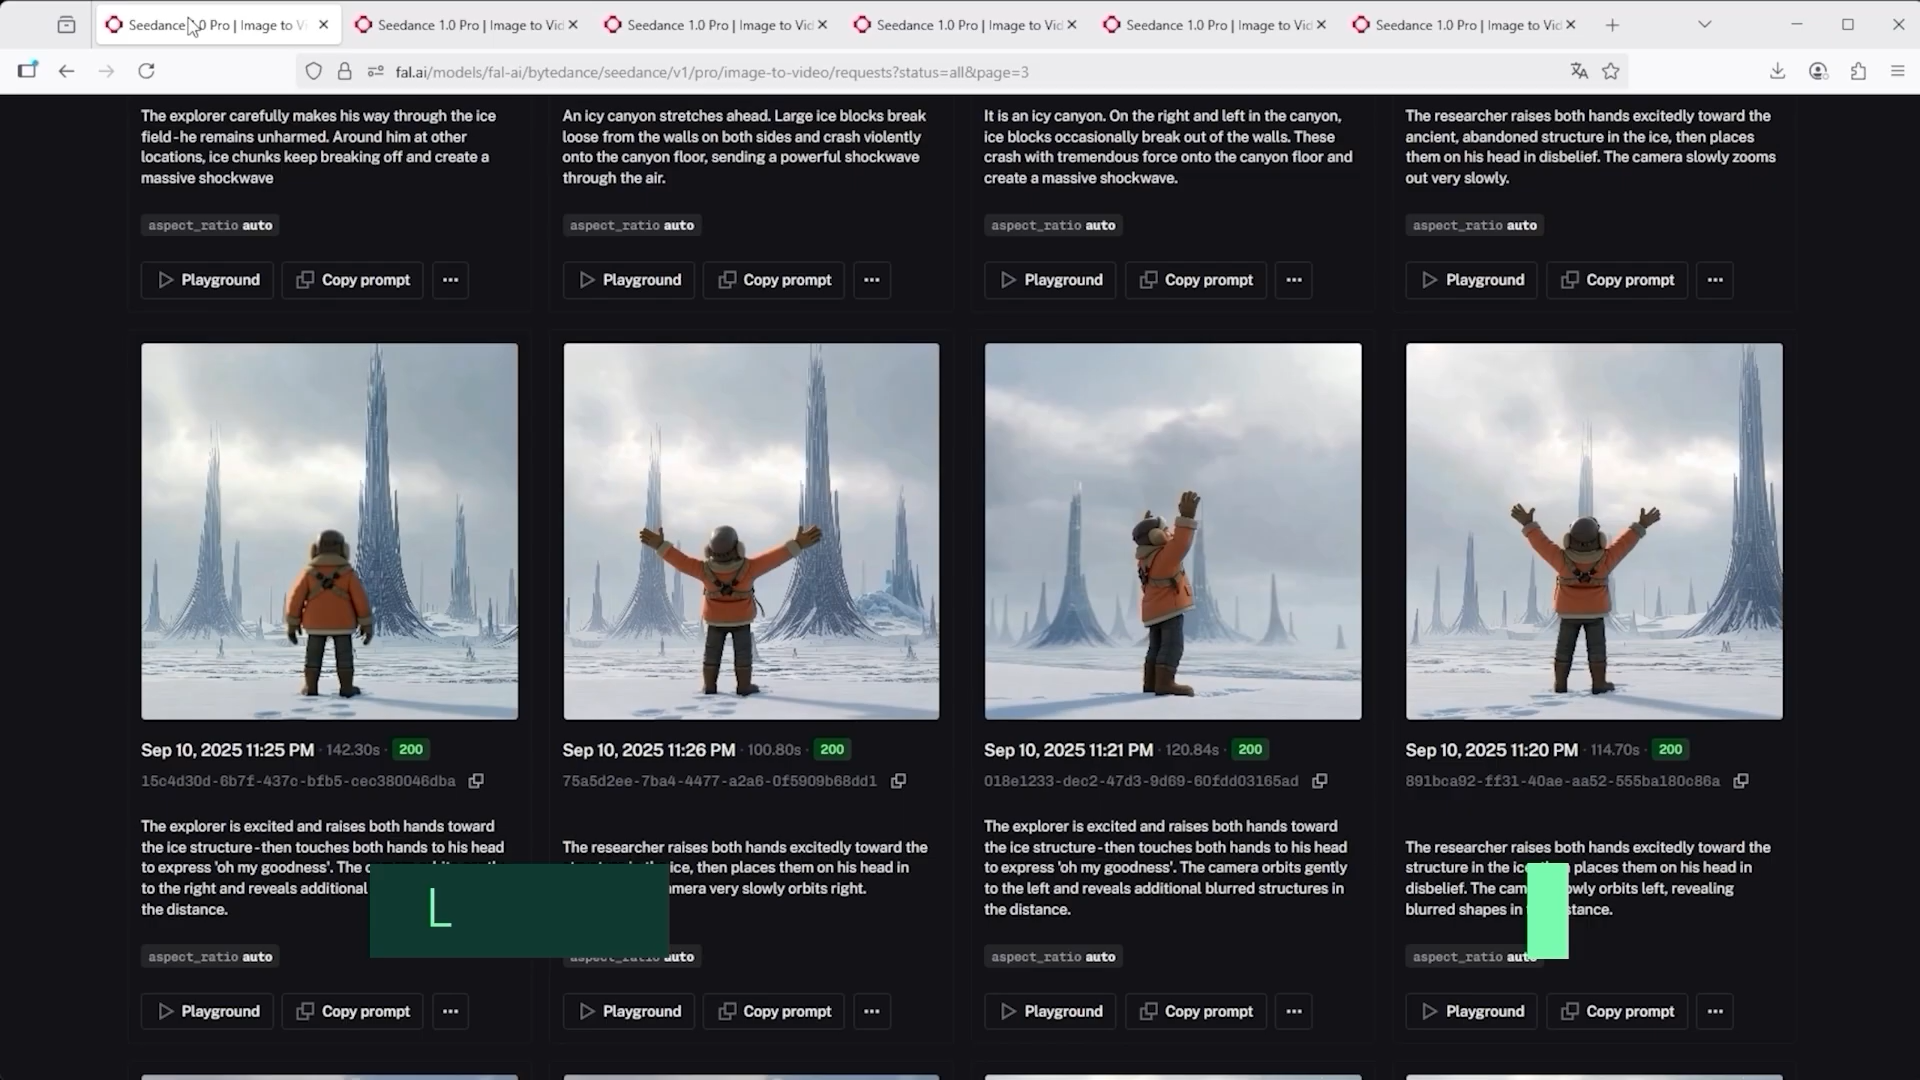 Seedance 1.0 Pro | Image to Vi
Seedance 1.0 Pro | Image to Vid
Seedance 1.0 Pro | Image to Vid
Seedance 1.0 Pro | Image to Vid
Seedance 1.0 Pro | Image to Vid
Seedance 1.0 Pro | Image to Vid
fal.ai/models/fal-ai/bytedance/seedance/v1/pro/image-to-video/requests?status=all&page=3
The explorer carefully makes his way through the ice
field - he remains unharmed. Around him at other
locations, ice chunks keep breaking off and create a
massive shockwave
aspect_ratio auto
Playground
Copy prompt
An icy canyon stretches ahead. Large ice blocks break
loose from the walls on both sides and crash violently
onto the canyon floor, sending a powerful shockwave
through the air.
aspect_ratio auto
Playground
Copy prompt
It is an icy canyon. On the right and left in the canyon,
ice blocks occasionally break out of the walls. These
crash with tremendous force onto the canyon floor and
create a massive shockwave.
aspect_ratio auto
Playground
Copy prompt
The researcher raises both hands excitedly toward the
ancient, abandoned structure in the ice, then places
them on his head in disbelief. The camera slowly zooms
out very slowly.
aspect_ratio auto
Playground
Copy prompt
Sep 10, 2025 11:25 PM · 142.30s · 200
15c4d30d-6b7f-437c-bfb5-cec380046dba
The explorer is excited and raises both hands toward
the ice structure - then touches both hands to his head
to express 'oh my goodness'. The
to the right and reveals additional
the distance.
aspect_ratio auto
Playground
Copy prompt
Sep 10, 2025 11:26 PM · 100.80s · 200
75a5d2ee-7ba4-4477-a2a6-0f5909b68dd1
The researcher raises both hands excitedly toward the
ice, then places them on his head in
very slowly orbits right.
aspect_ratio auto
Playground
Copy prompt
Sep 10, 2025 11:21 PM · 120.84s · 200
018e1233-dec2-47d3-9d69-60fdd03165ad
The explorer is excited and raises both hands toward
the ice structure - then touches both hands to his head
to express 'oh my goodness'. The camera orbits gently
to the left and reveals additional blurred structures in
the distance.
aspect_ratio auto
Playground
Copy prompt
Sep 10, 2025 11:20 PM · 114.70s · 200
891bca92-ff31-40ae-aa52-555ba180c86a
The researcher raises both hands excitedly toward the
structure in the places them on his head in
disbelief. The orbits left, revealing
blurred shapes in
aspect_ratio auto
Playground
Copy prompt
L